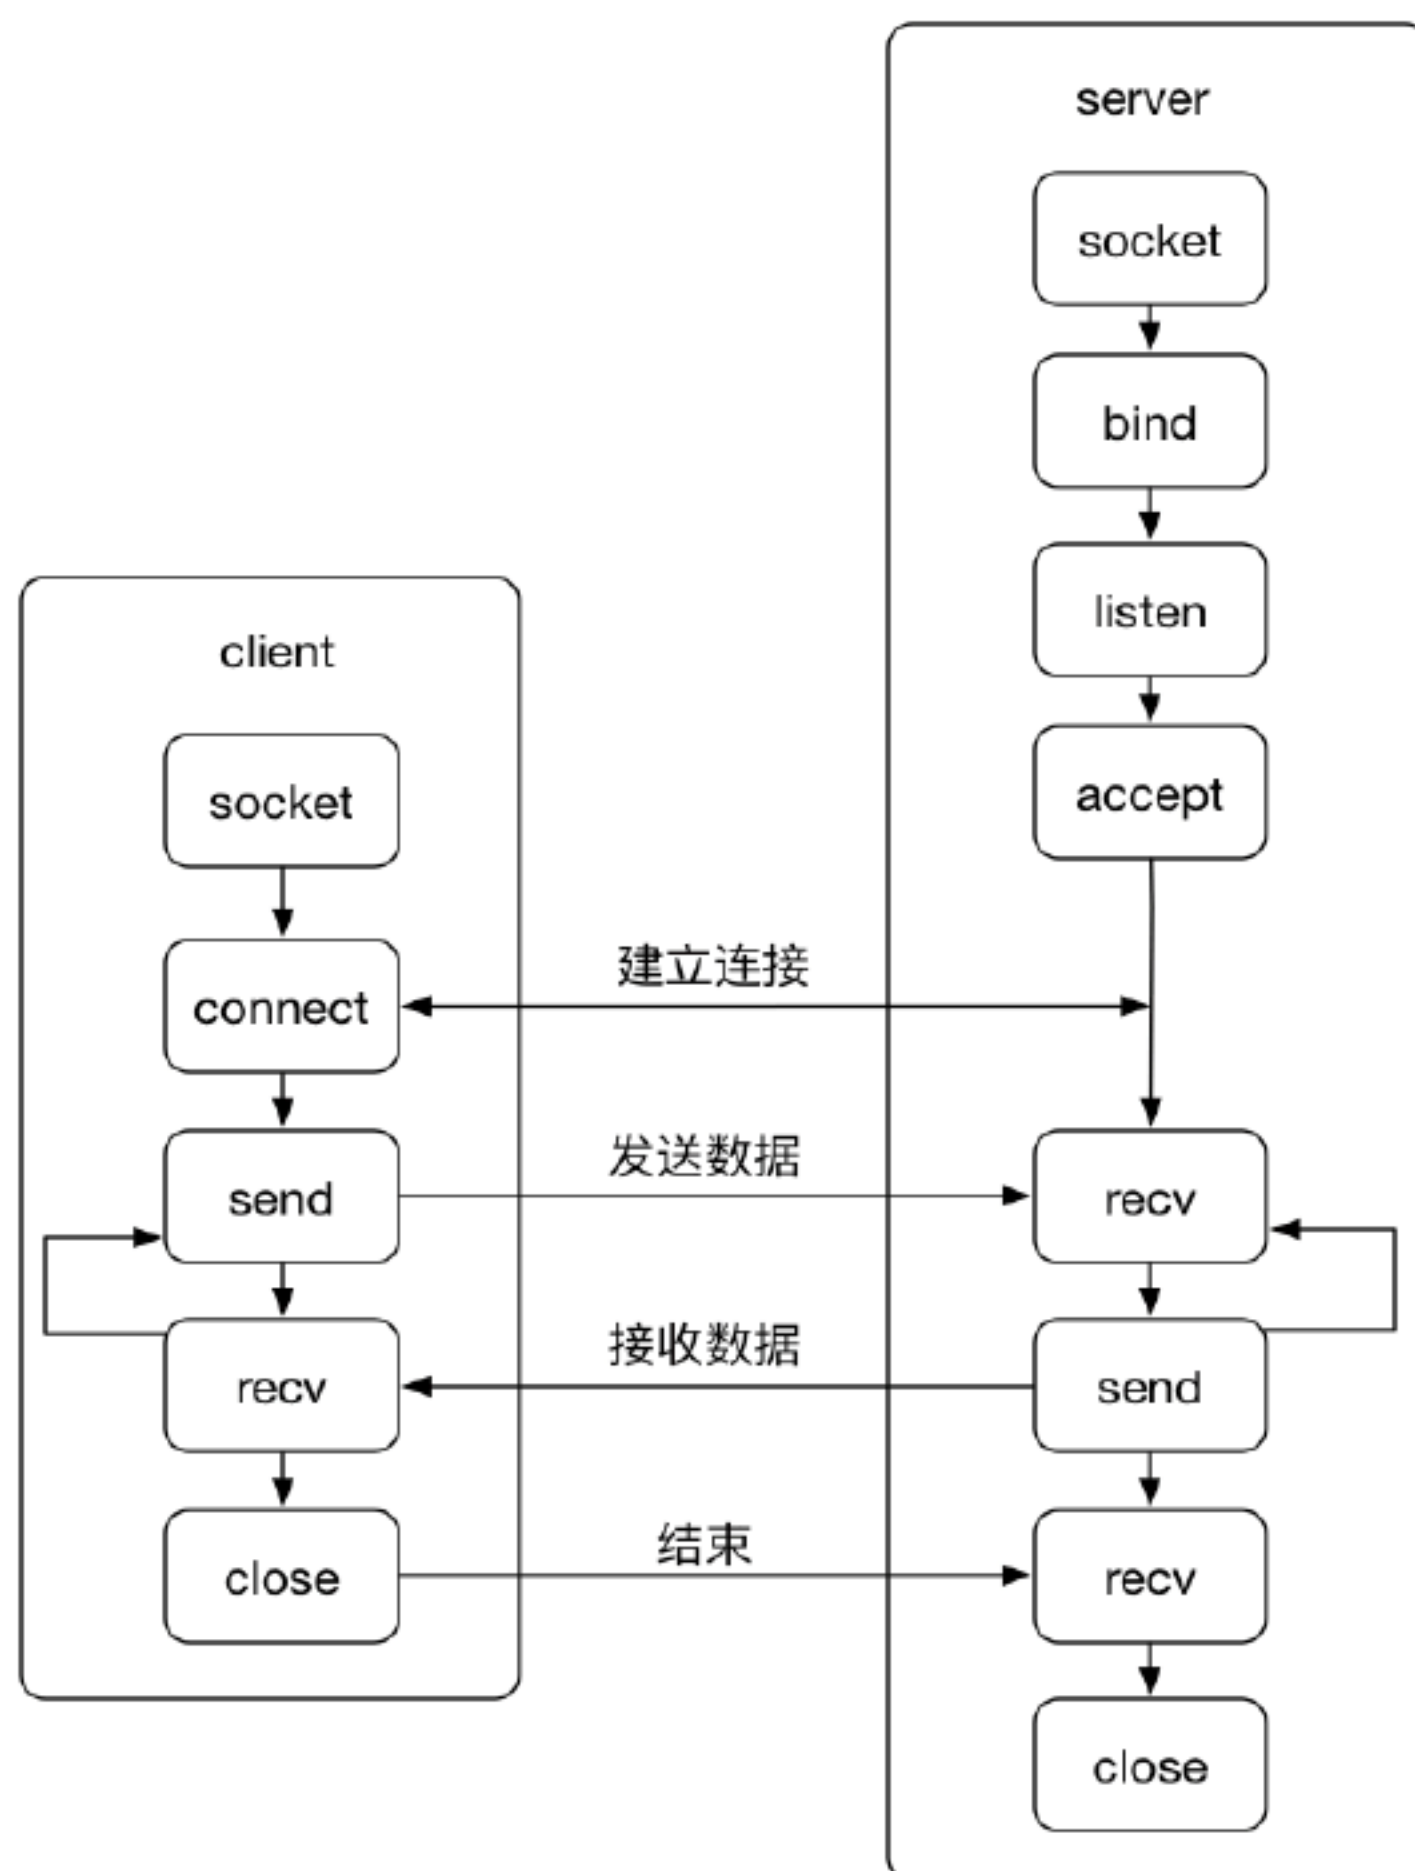 server
socket
bind
listen
accept
client
socket
connect
建立连接
send
发送数据
recv
recv
接收数据
send
close
结束
recv
close